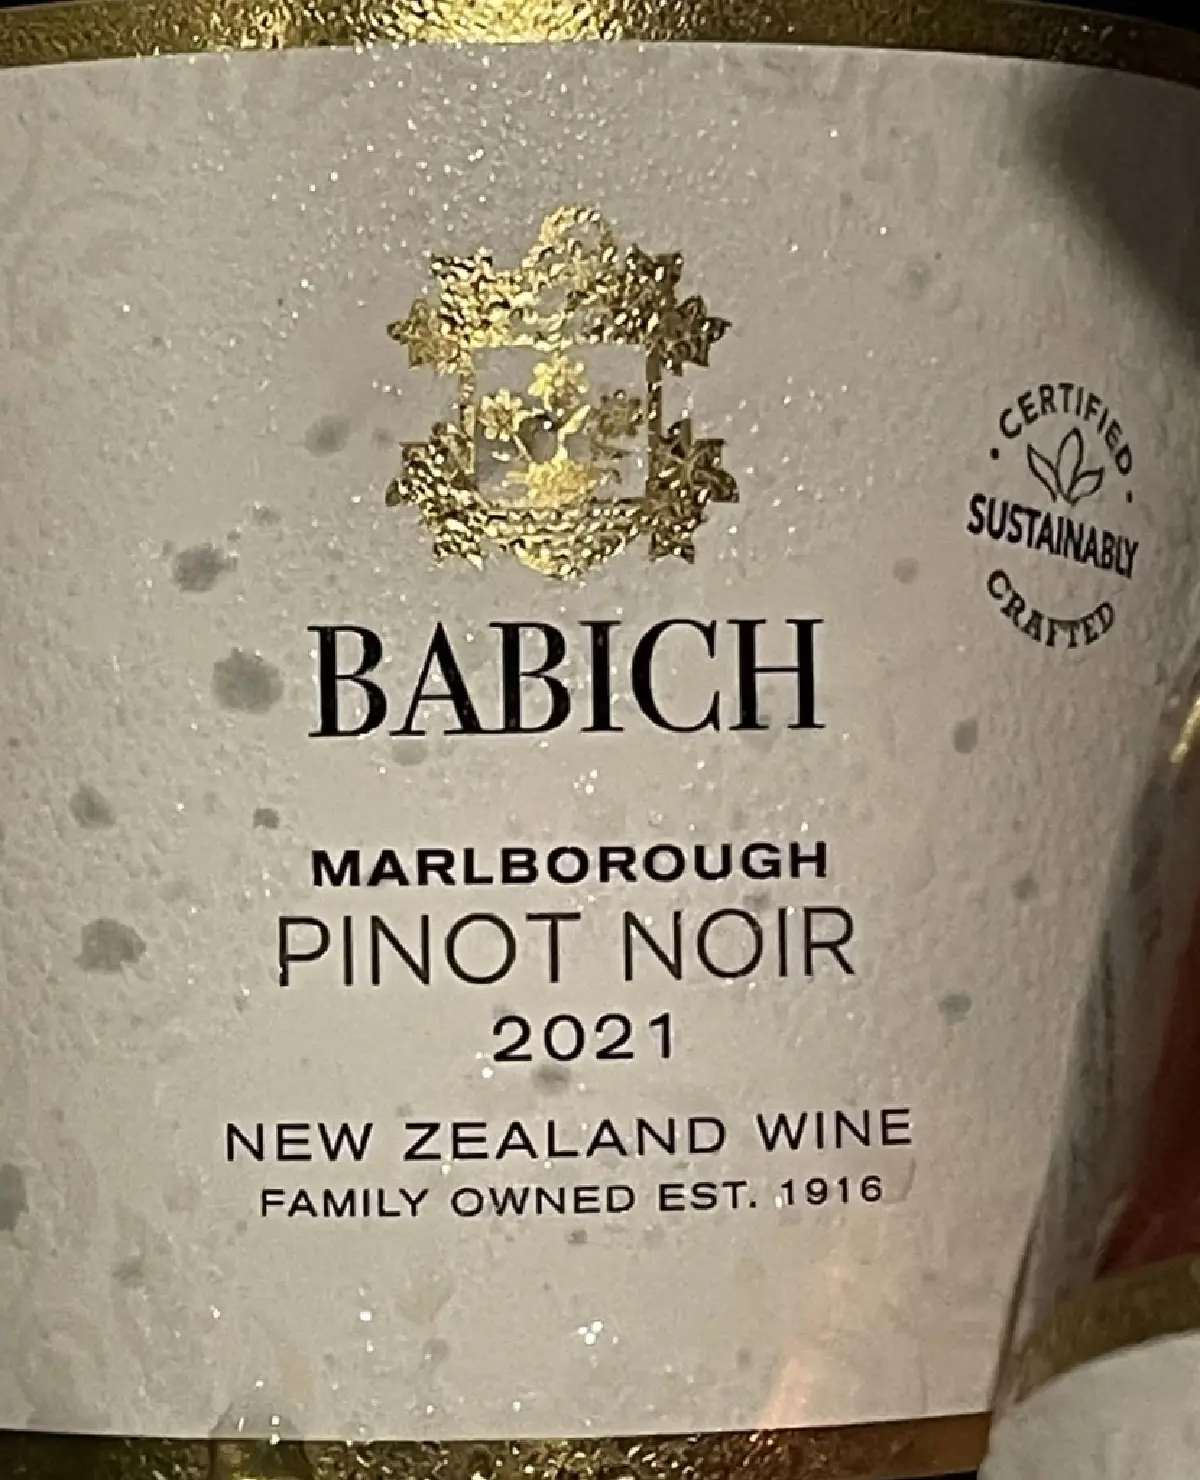 CERTIFIED
SUSTAINABLY
CRAFTED
BABICH
MARLBOROUGH
PINOT NOIR
2021
NEW ZEALAND WINE
FAMILY OWNED EST. 1916